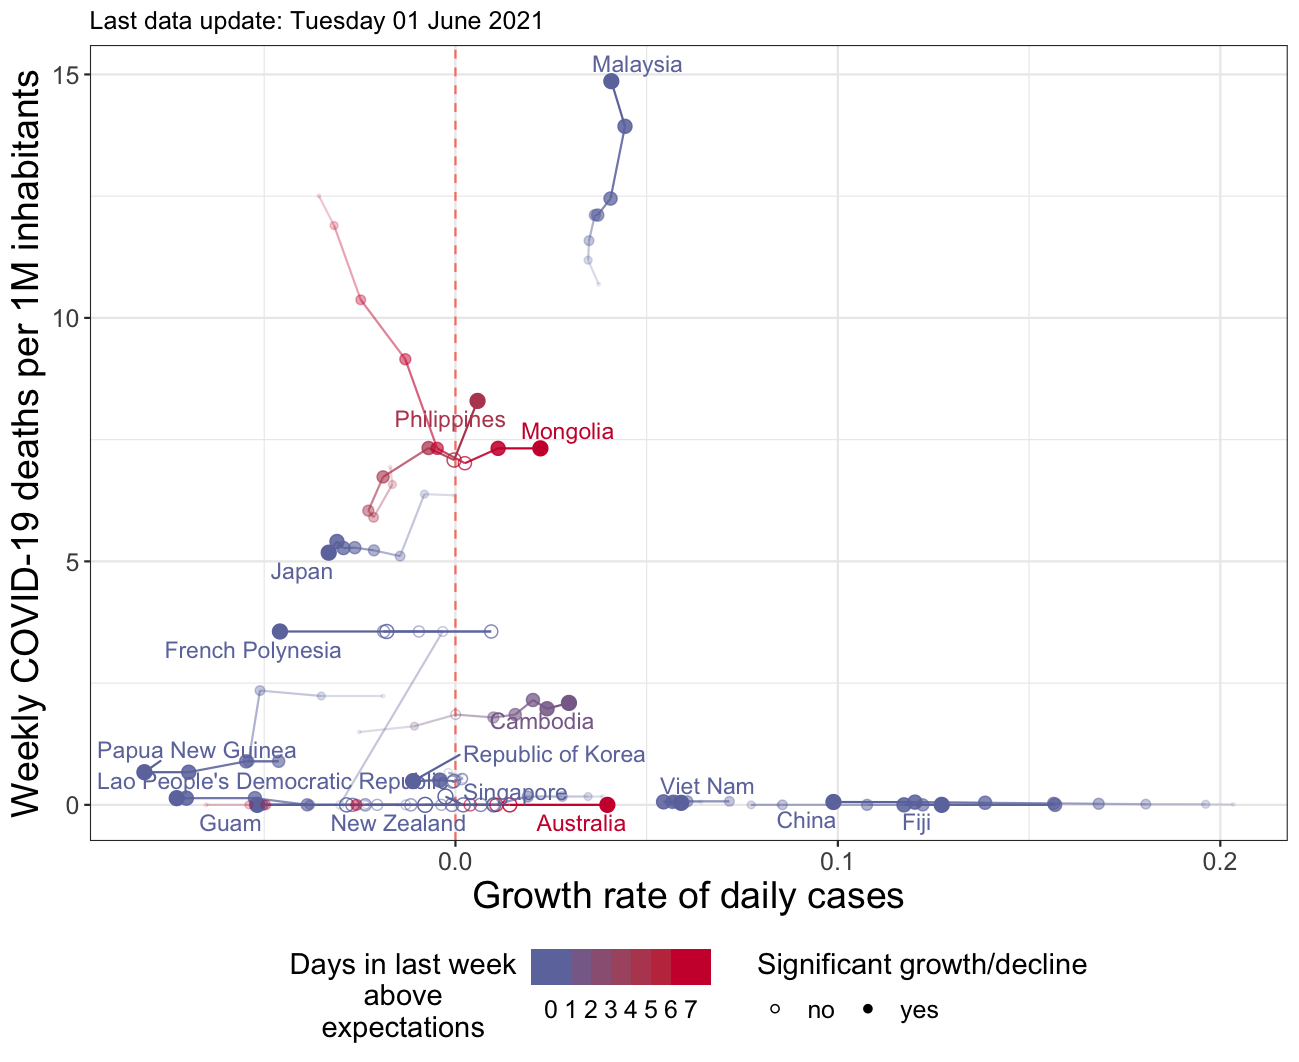 Last data update: Tuesday 01 June 2021
Weekly COVID-19 deaths per 1M inhabitants
15
10
5
0
Malaysia
Philippines
Mongolia
Japan
French Polynesia
Cambodia
Papua New Guinea
Republic of Korea
Lao People's Democratic Republic
Singapore
Viet Nam
Guam
New Zealand
Australia
China
Fiji
0.0
0.1
0.2
Growth rate of daily cases
Days in last week
above
expectations
0 1 2 3 4 5 6 7
Significant growth/decline
no
yes